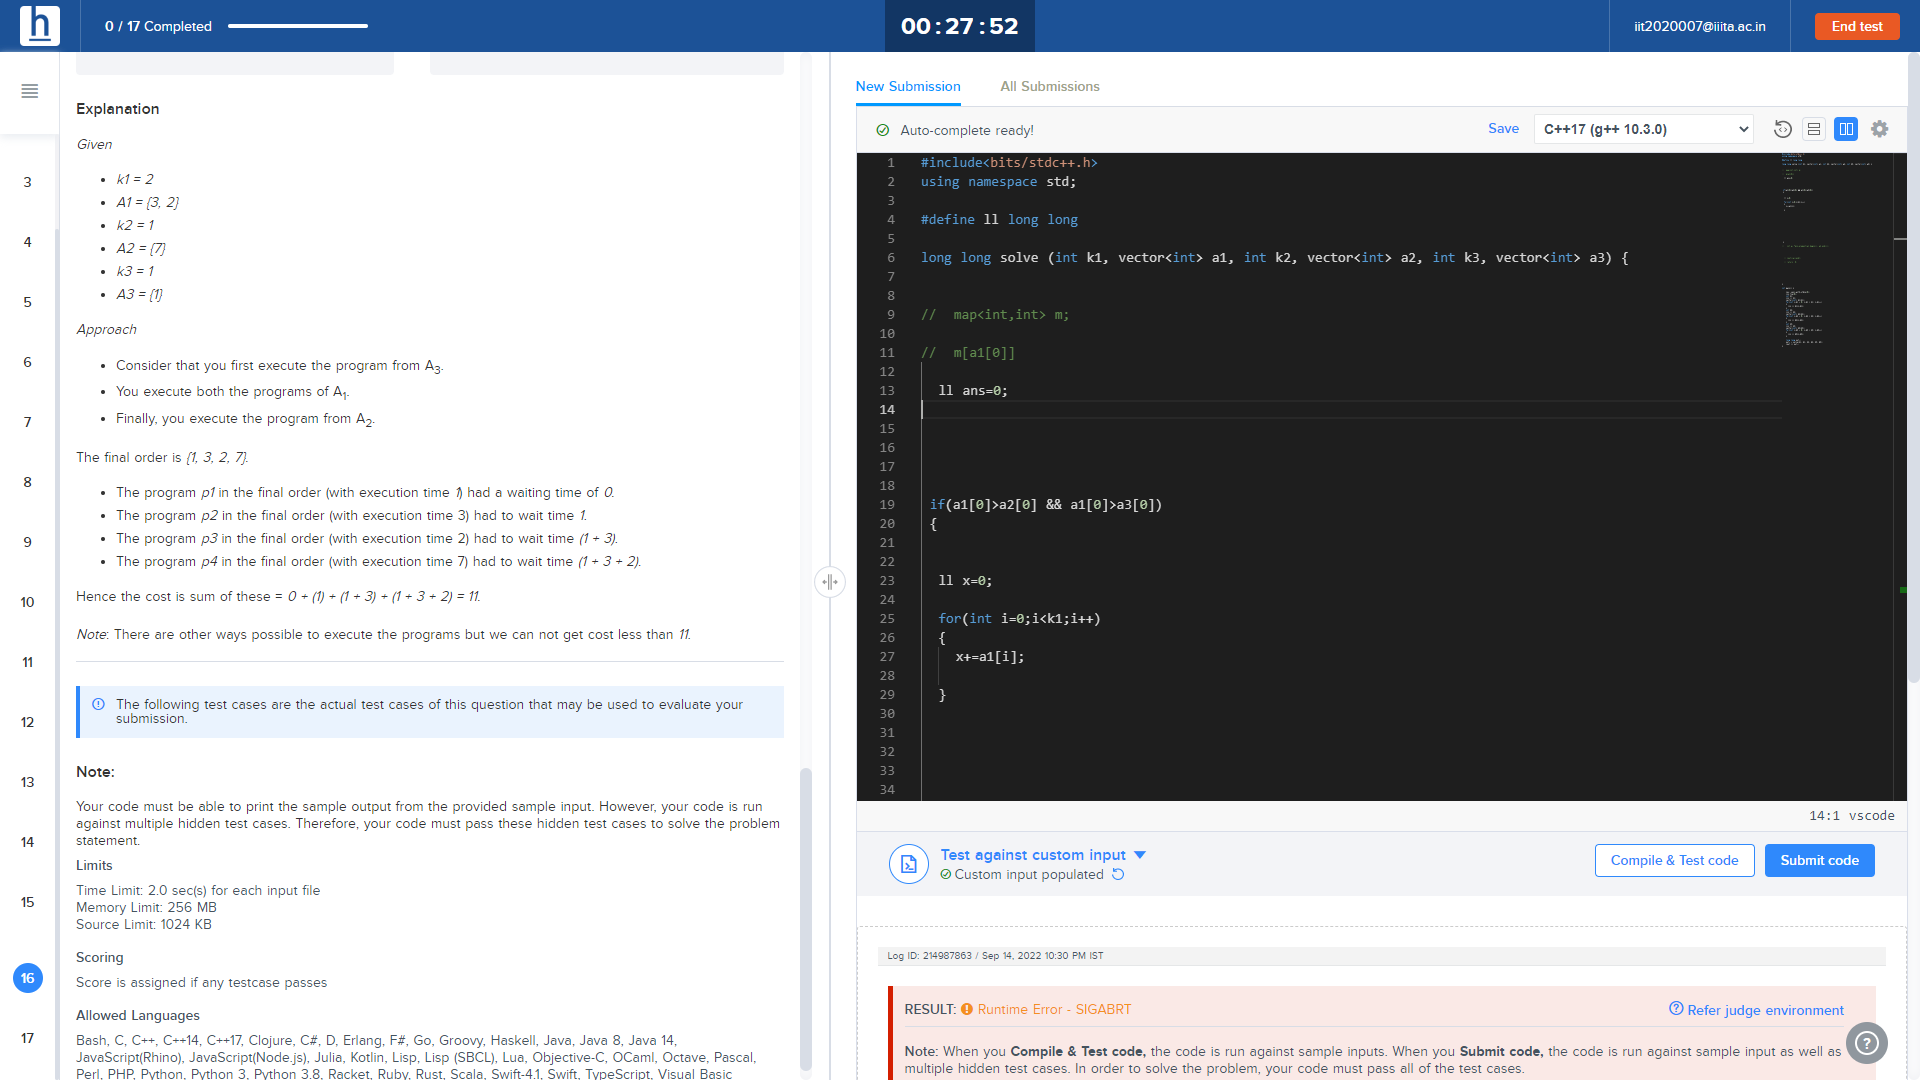 h
0 / 17 Completed
00:27:52
iit2020007@iiita.ac.in
End test
3
4
5
6
7
8
9
10
11
12
13
14
15
16
17
Explanation
Given
• k1 = 2
• A1 = {3, 2}
• k2 = 1
• A2 = {7}
• k3 = 1
• A3 = {1}
Approach
• Consider that you first execute the program from A3.
• You execute both the programs of A1.
• Finally, you execute the program from A2.
The final order is {1, 3, 2, 7}.
• The program p1 in the final order (with execution time 1) had a waiting time of 0.
• The program p2 in the final order (with execution time 3) had to wait time 1.
• The program p3 in the final order (with execution time 2) had to wait time (1 + 3).
• The program p4 in the final order (with execution time 7) had to wait time (1 + 3 + 2).
Hence the cost is sum of these = 0 + (1) + (1 + 3) + (1 + 3 + 2) = 11.
Note: There are other ways possible to execute the programs but we can not get cost less than 11.
The following test cases are the actual test cases of this question that may be used to evaluate your
submission.
Note:
Your code must be able to print the sample output from the provided sample input. However, your code is run
against multiple hidden test cases. Therefore, your code must pass these hidden test cases to solve the problem
statement.
Limits
Time Limit: 2.0 sec(s) for each input file
Memory Limit: 256 MB
Source Limit: 1024 KB
Scoring
Score is assigned if any testcase passes
Allowed Languages
Bash, C, C++, C++14, C++17, Clojure, C#, D, Erlang, F#, Go, Groovy, Haskell, Java, Java 8, Java 14,
JavaScript(Rhino), JavaScript(Node.js), Julia, Kotlin, Lisp, Lisp (SBCL), Lua, Objective-C, OCaml, Octave, Pascal,
Perl, PHP, Python, Python 3, Python 3.8, Racket, Ruby, Rust, Scala, Swift-4.1, Swift, TypeScript, Visual Basic
New Submission
All Submissions
Auto-complete ready!
Save
C++17 (g++ 10.3.0)
1 #include<bits/stdc++.h>
2 using namespace std;
3
4 #define ll long long
5
6 long long solve (int k1, vector<int> a1, int k2, vector<int> a2, int k3, vector<int> a3) {
7
8
9 // map<int,int> m;
10
11 // m[a1[0]]
12
13 ll ans=0;
14
15
16
17
18
19 if(a1[0]>a2[0] && a1[0]>a3[0])
20 {
21
22
23 ll x=0;
24
25 for(int i=0;i<k1;i++)
26 {
27 x+=a1[i];
28
29 }
30
31
32
33
34
14:1 vscode
Test against custom input
Custom input populated
Compile & Test code
Submit code
Log ID: 214987863 / Sep 14, 2022 10:30 PM IST
RESULT: Runtime Error - SIGABRT
Refer judge environment
Note: When you Compile & Test code, the code is run against sample inputs. When you Submit code, the code is run against sample input as well as
multiple hidden test cases. In order to solve the problem, your code must pass all of the test cases.